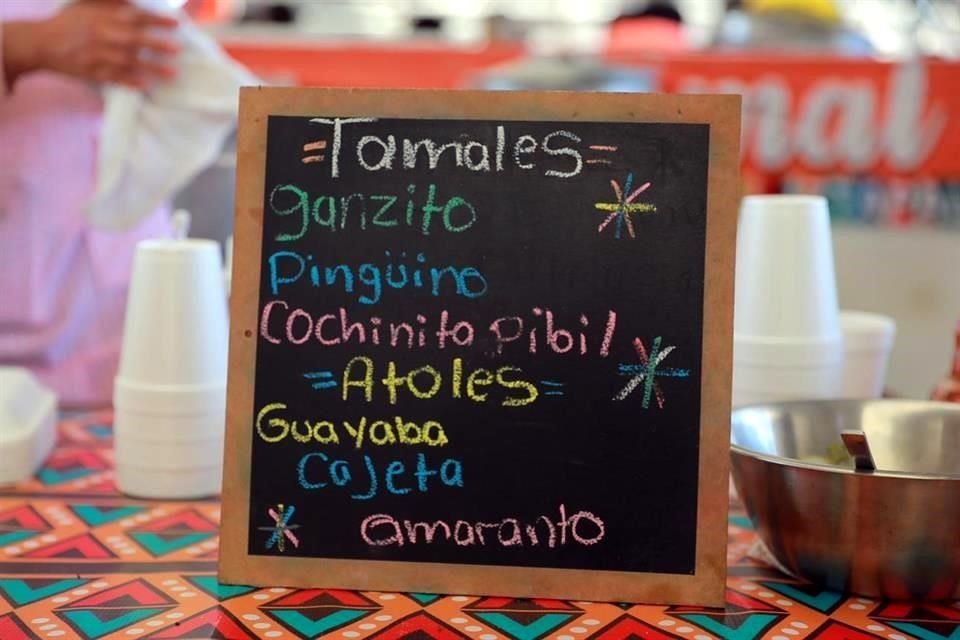 =Tamales=
ganzito
Pingüino
Cochinito Pibil
=Atoles=
Guayaba
Cajeta
amaranto